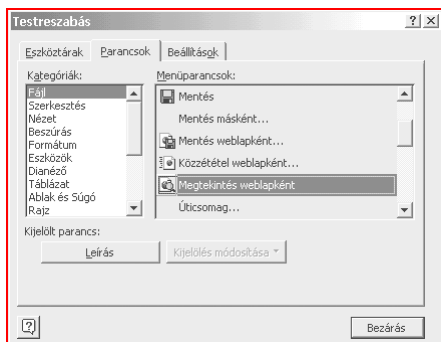 Testreszabás
Eszköztárak Parancsok Beállítások
Kategóriák:
Fájl
Szerkesztés
Nézet
Beszúrás
Formátum
Eszközök
Dianéző
Táblázat
Ablak és Súgó
Rajz
Menüparancsok:
Mentés
Mentés másként...
Mentés weblapként...
Közzététel weblapként...
Megtekintés weblapként
Úticsomag...
Kijelölt parancs:
Leírás Kijelölés módosítása
Bezárás